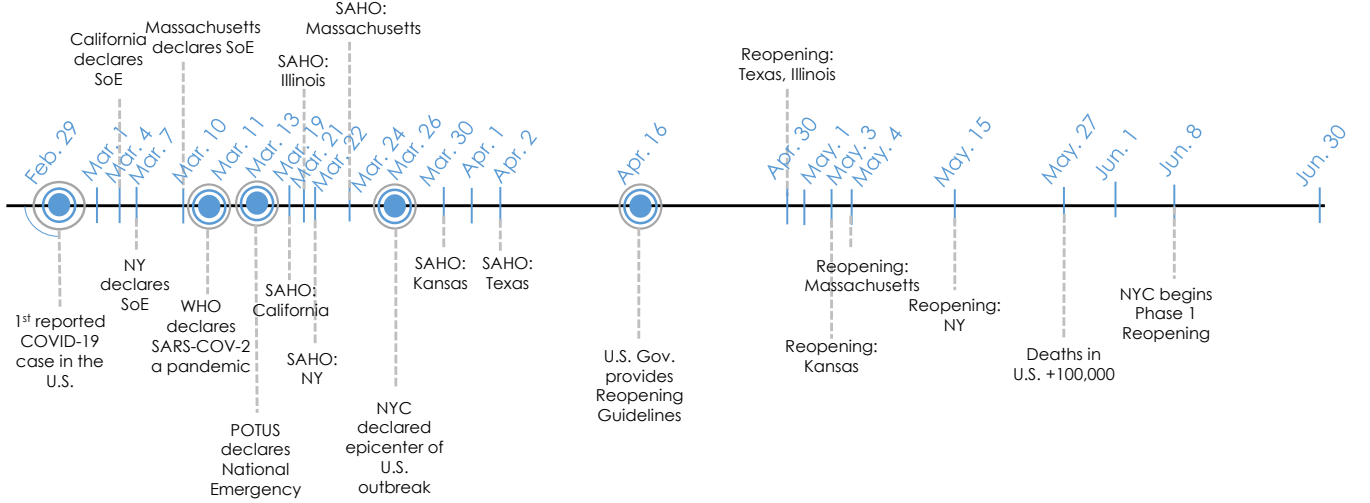 SAHO:
Massachusetts
California
declares
SoE
Massachusetts
declares SoE
SAHO:
Illinois
Reopening:
Texas, Illinois
Feb. 29
Mar. 1
Mar. 4
Mar. 7
Mar. 10
Mar. 11
Mar. 13
Mar. 19
Mar. 21
Mar. 22
Mar. 24
Mar. 26
Mar. 30
Apr. 1
Apr. 2
Apr. 16
Apr. 30
May. 1
May. 3
May. 4
May. 15
May. 27
Jun. 1
Jun. 8
Jun. 30
1st reported
COVID-19
case in the
U.S.
NY
declares
SoE
WHO
declares
SARS-COV-2
a pandemic
POTUS
declares
National
Emergency
SAHO:
California
SAHO:
NY
NYC
declared
epicenter of
U.S.
outbreak
SAHO:
Kansas
SAHO:
Texas
U.S. Gov.
provides
Reopening
Guidelines
Reopening:
Massachusetts
Reopening:
Kansas
Reopening:
NY
Deaths in
U.S. +100,000
NYC begins
Phase 1
Reopening